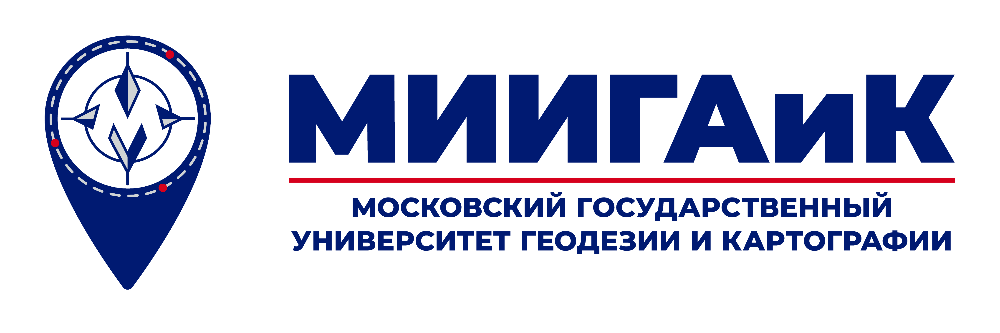 МИИГАиК
МОСКОВСКИЙ ГОСУДАРСТВЕННЫЙ
УНИВЕРСИТЕТ ГЕОДЕЗИИ И КАРТОГРАФИИ